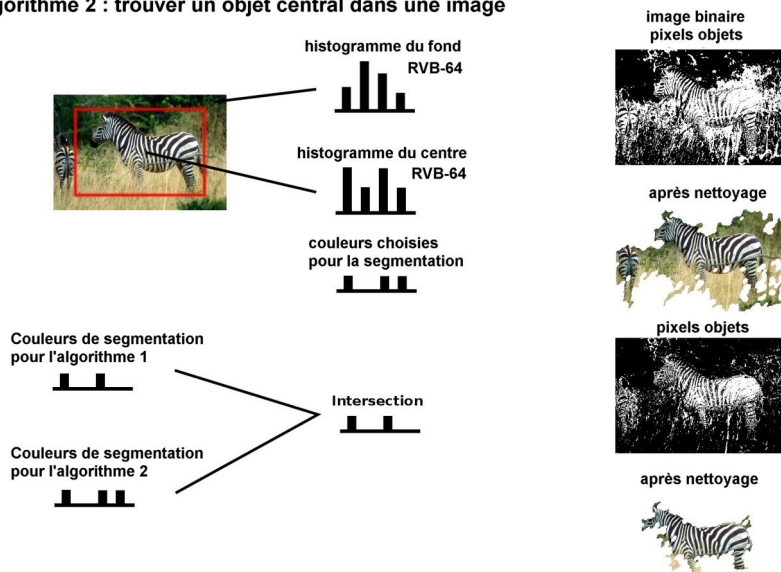 : trouver un objet central dans une image
histogramme du fond
RVB-64
histogramme du centre
RVB-64
couleurs choisies
pour la segmentation
Couleurs de segmentation
pour l'algorithme 1
Couleurs de segmentation
pour l'algorithme 2
Intersection
image binaire
pixels objets
après nettoyage
pixels objets
après nettoyage